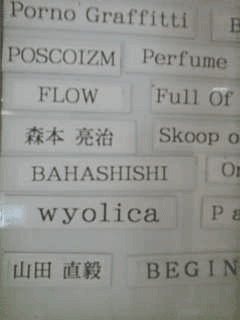 Porno Graffitti
POSCOIZM Perfume
FLOW Full Of
森本 亮治 Skoop o
BAHASHISHI
wyolica Pa
山田 直毅 BEGIN